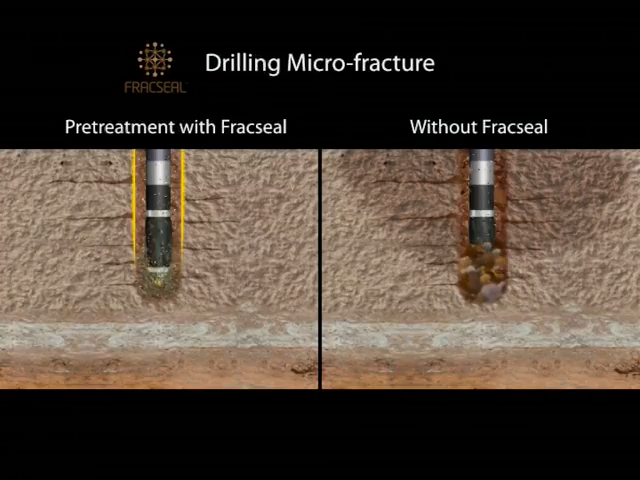 Drilling Micro-fracture
FRACSEAL
Pretreatment with Fracseal
Without Fracseal